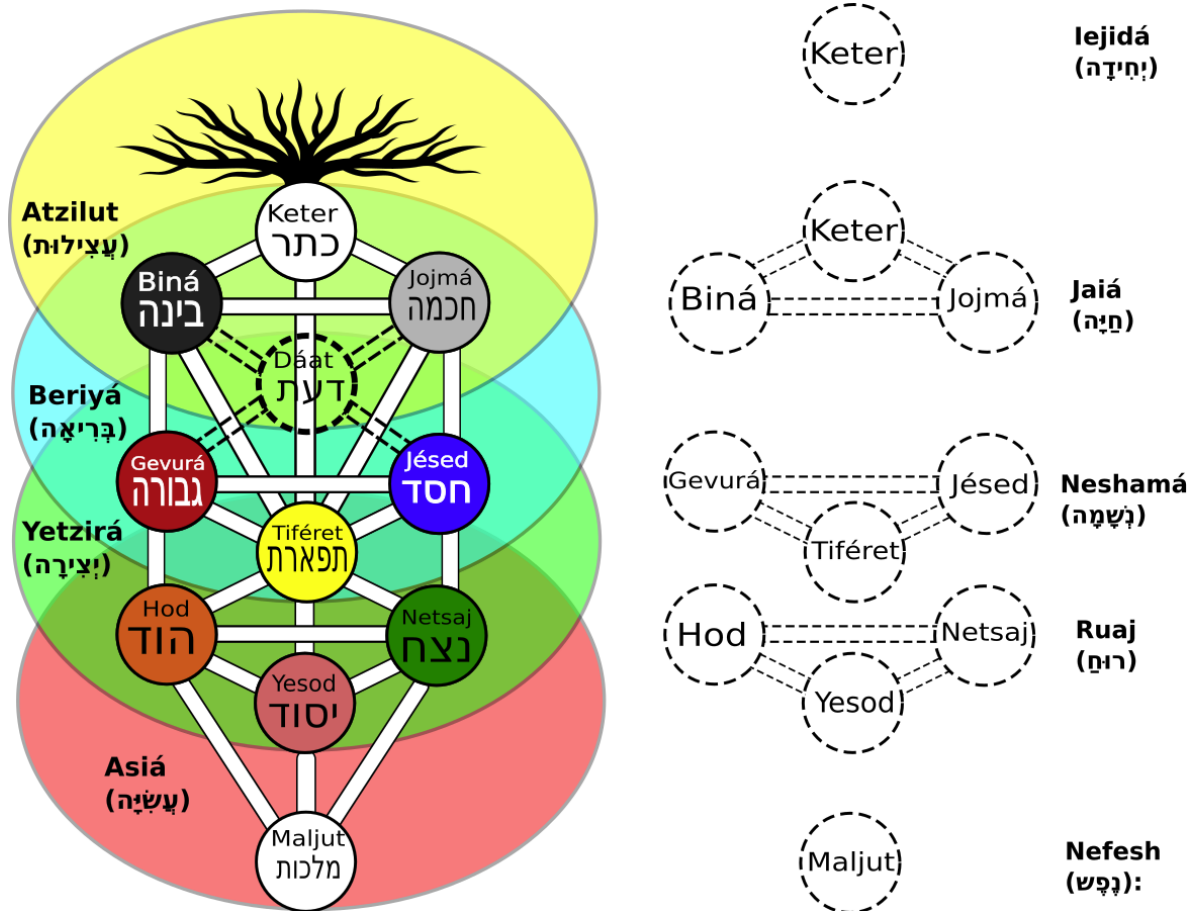 Keter
Iejidá
(יְחִידָה)
Atzilut
(עֲצִילוּת)
Keter
כתר
Biná
בינה
Jojmá
חכמה
Keter
Biná
Jojmá
Jaiá
(חַיָּה)
Dáat
דעת
Beriyá
(בְּרִיאָה)
Gevurá
גבורה
Jésed
חסד
Gevurá
Jésed
Tiféret
Neshamá
(נְשָׁמָה)
Yetzirá
(יְצִירָה)
Tiféret
תפארת
Hod
הוד
Netsaj
נצח
Hod
Netsaj
Yesod
Ruaj
(רוּחַ)
Yesod
יסוד
Asiá
(עֲשִׂיָּה)
Maljut
מלכות
Maljut
Nefesh
(נֶפֶשׁ):